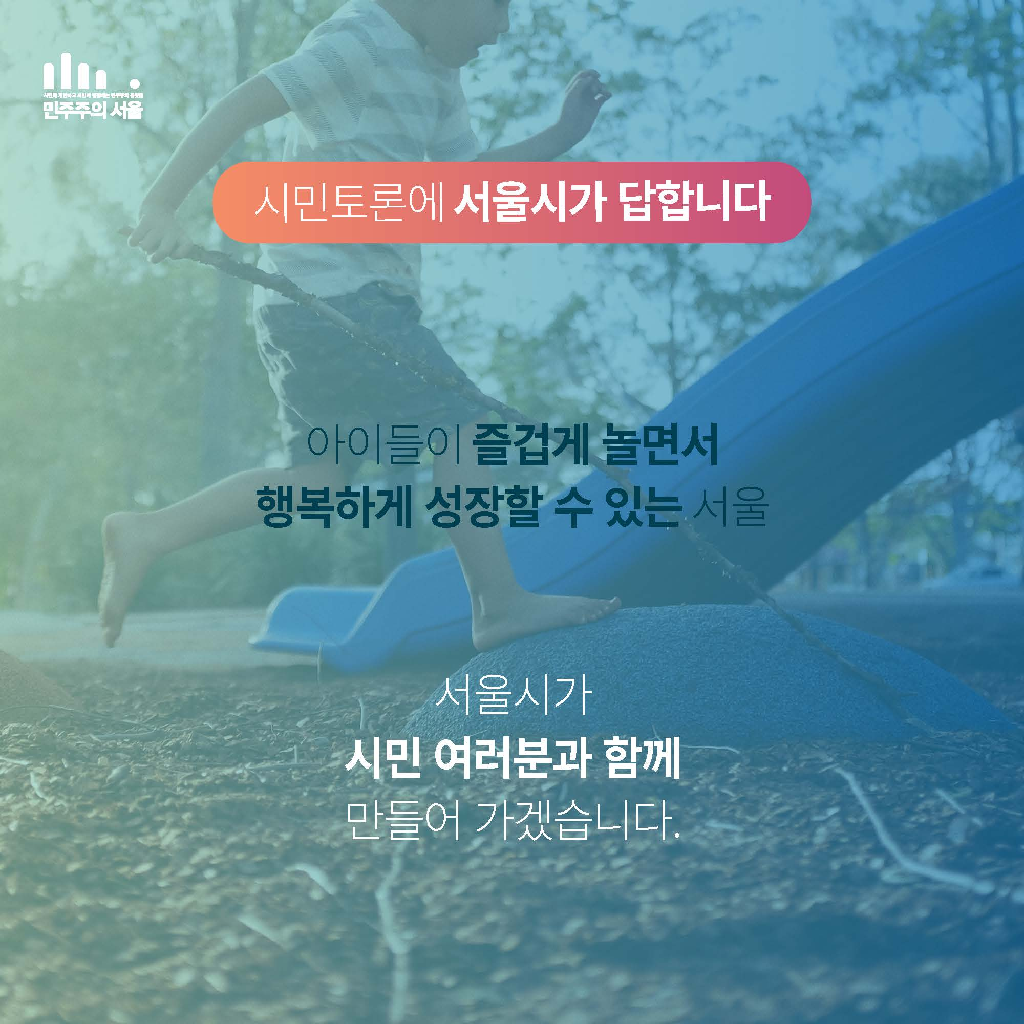 민주주의 서울
시민토론에 서울시가 답합니다
아이들이 즐겁게 놀면서
행복하게 성장할 수 있는 서울
서울시가
시민 여러분과 함께
만들어 가겠습니다.